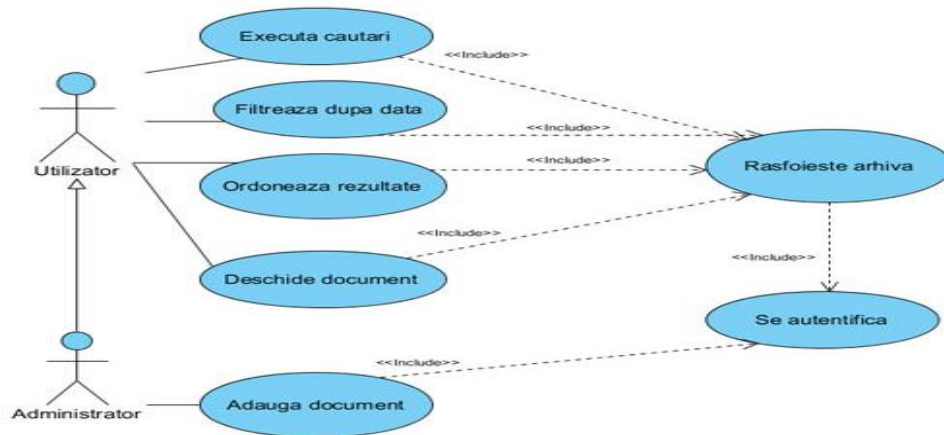 Executa cautari
<<Include>>
Filtreaza dupa data
<<Include>>
Utilizator
Ordoneaza rezultate
<<Include>>
Rasfoieste arhiva
<<Include>>
Deschide document
<<Include>>
Se autentifica
<<Include>>
Administrator
Adauga document